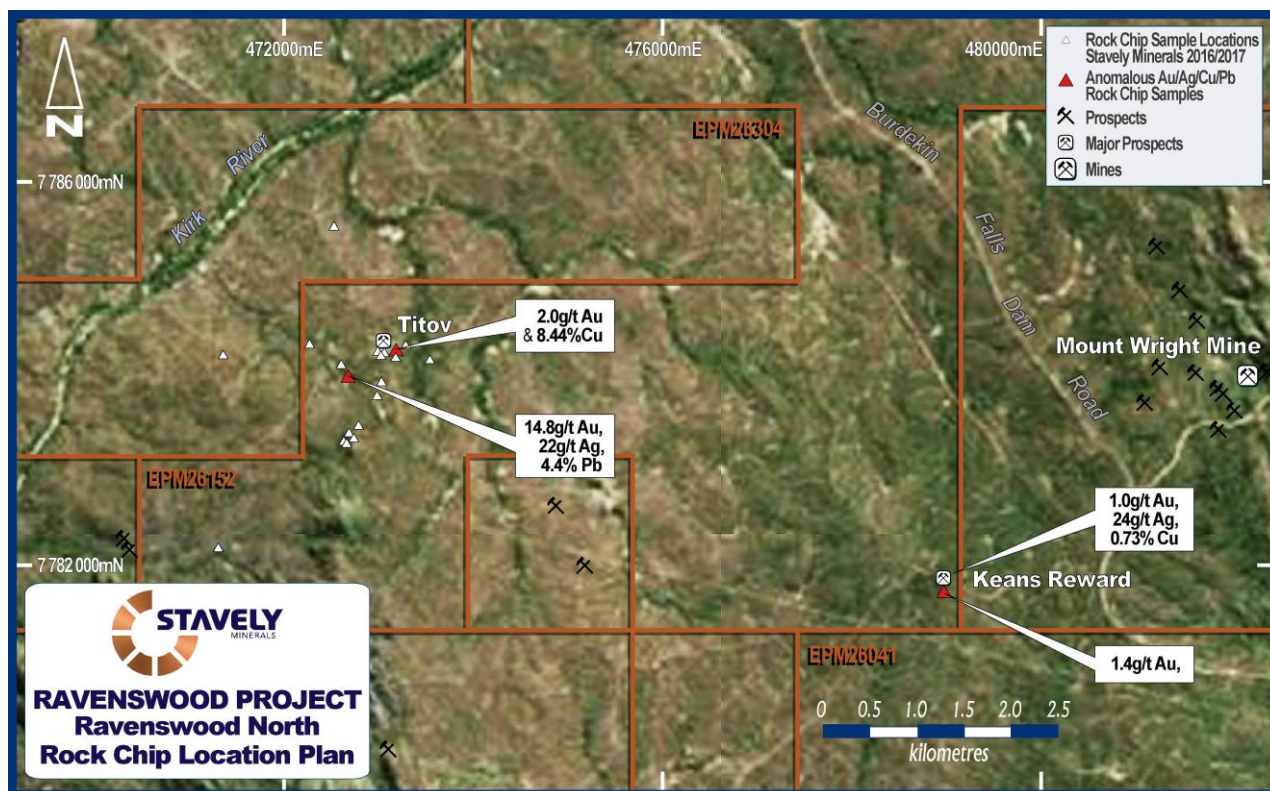 472000mE
476000mE
480000mE
Rock Chip Sample Locations
Stavely Minerals 2016/2017
Anomalous Au/Ag/Cu/Pb
Rock Chip Samples
Prospects
Major Prospects
Mines
N
EPM26304
Burdekin
Falls
Dam
Road
7 786 000mN
Kirk
River
Titov
2.0g/t Au
& 8.44%Cu
Mount Wright Mine
14.8g/t Au,
22g/t Ag,
4.4% Pb
EPM26152
1.0g/t Au,
24g/t Ag,
0.73% Cu
7 782 000mN
Keans Reward
STAVELY
MINERALS
RAVENSWOOD PROJECT
Ravenswood North
Rock Chip Location Plan
EPM26041
1.4g/t Au,
0 0.5 1.0 1.5 2.0 2.5
kilometres